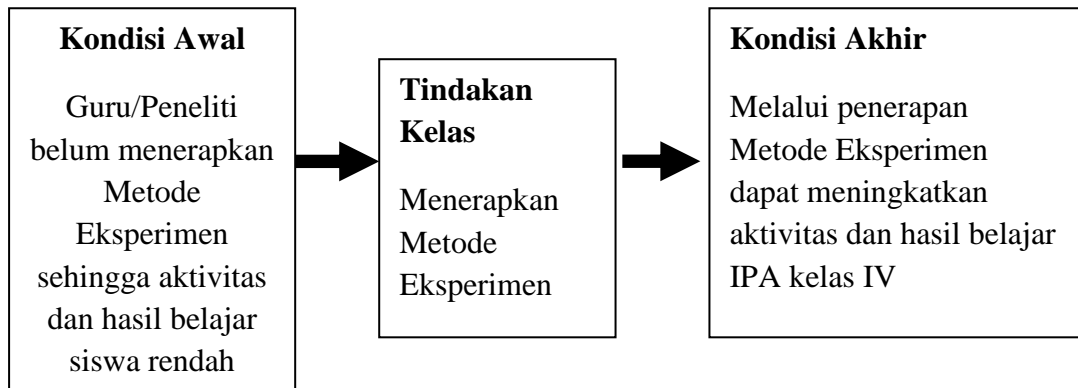 Kondisi Awal
Guru/Peneliti
belum menerapkan
Metode
Eksperimen
sehingga aktivitas
dan hasil belajar
siswa rendah
Tindakan
Kelas
Menerapkan
Metode
Eksperimen
Kondisi Akhir
Melalui penerapan
Metode Eksperimen
dapat meningkatkan
aktivitas dan hasil belajar
IPA kelas IV